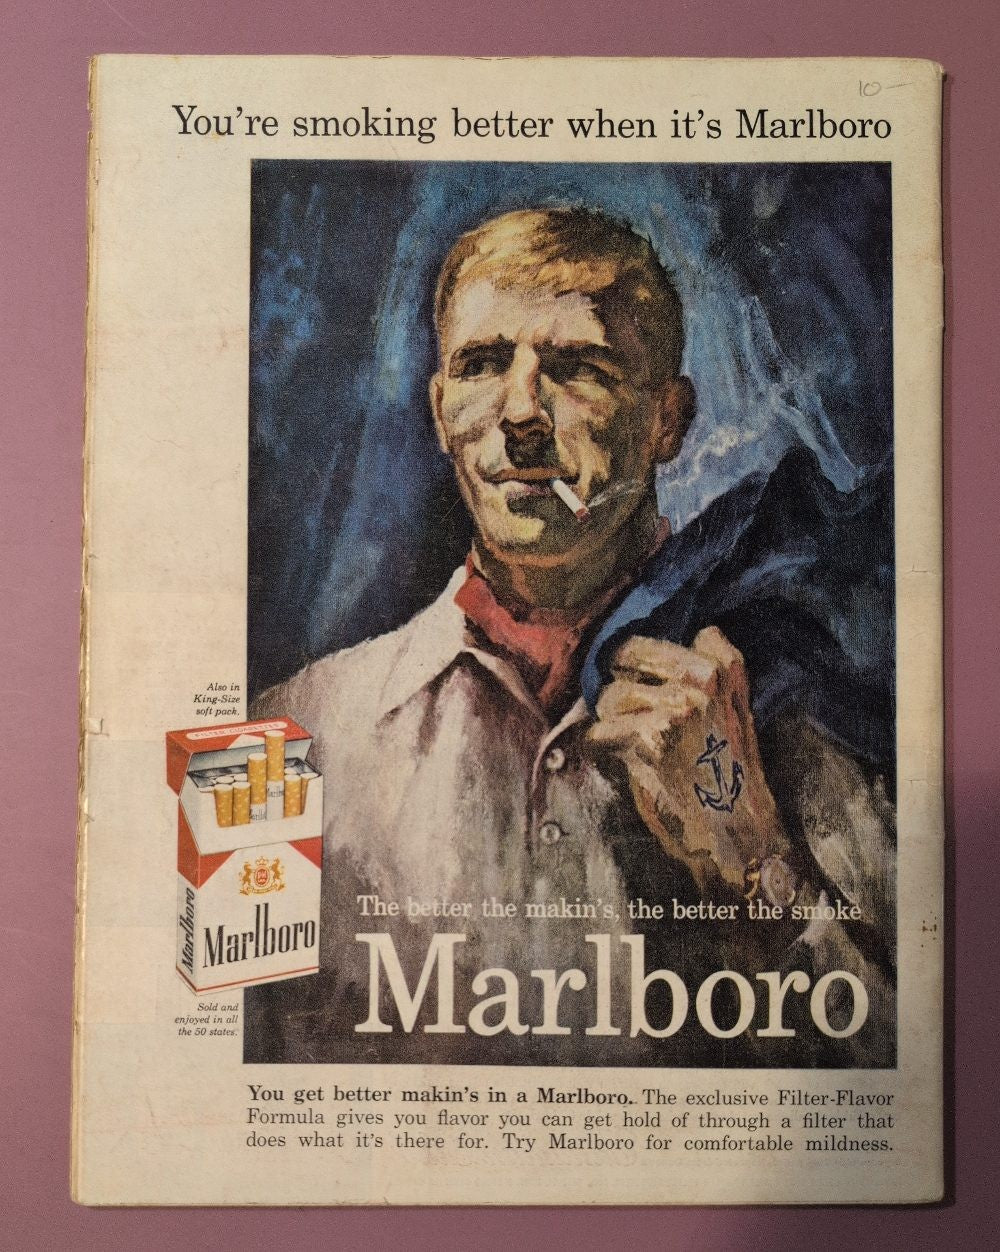 10—
You're smoking better when it's Marlboro
Also in
King-Size
soft pack.
FILTER CIGARETTES
Marlboro
Marlboro
Sold and
enjoyed in all
the 50 states.
The better the makin's, the better the smoke
Marlboro
You get better makin's in a Marlboro. The exclusive Filter-Flavor
Formula gives you flavor you can get hold of through a filter that
does what it's there for. Try Marlboro for comfortable mildness.